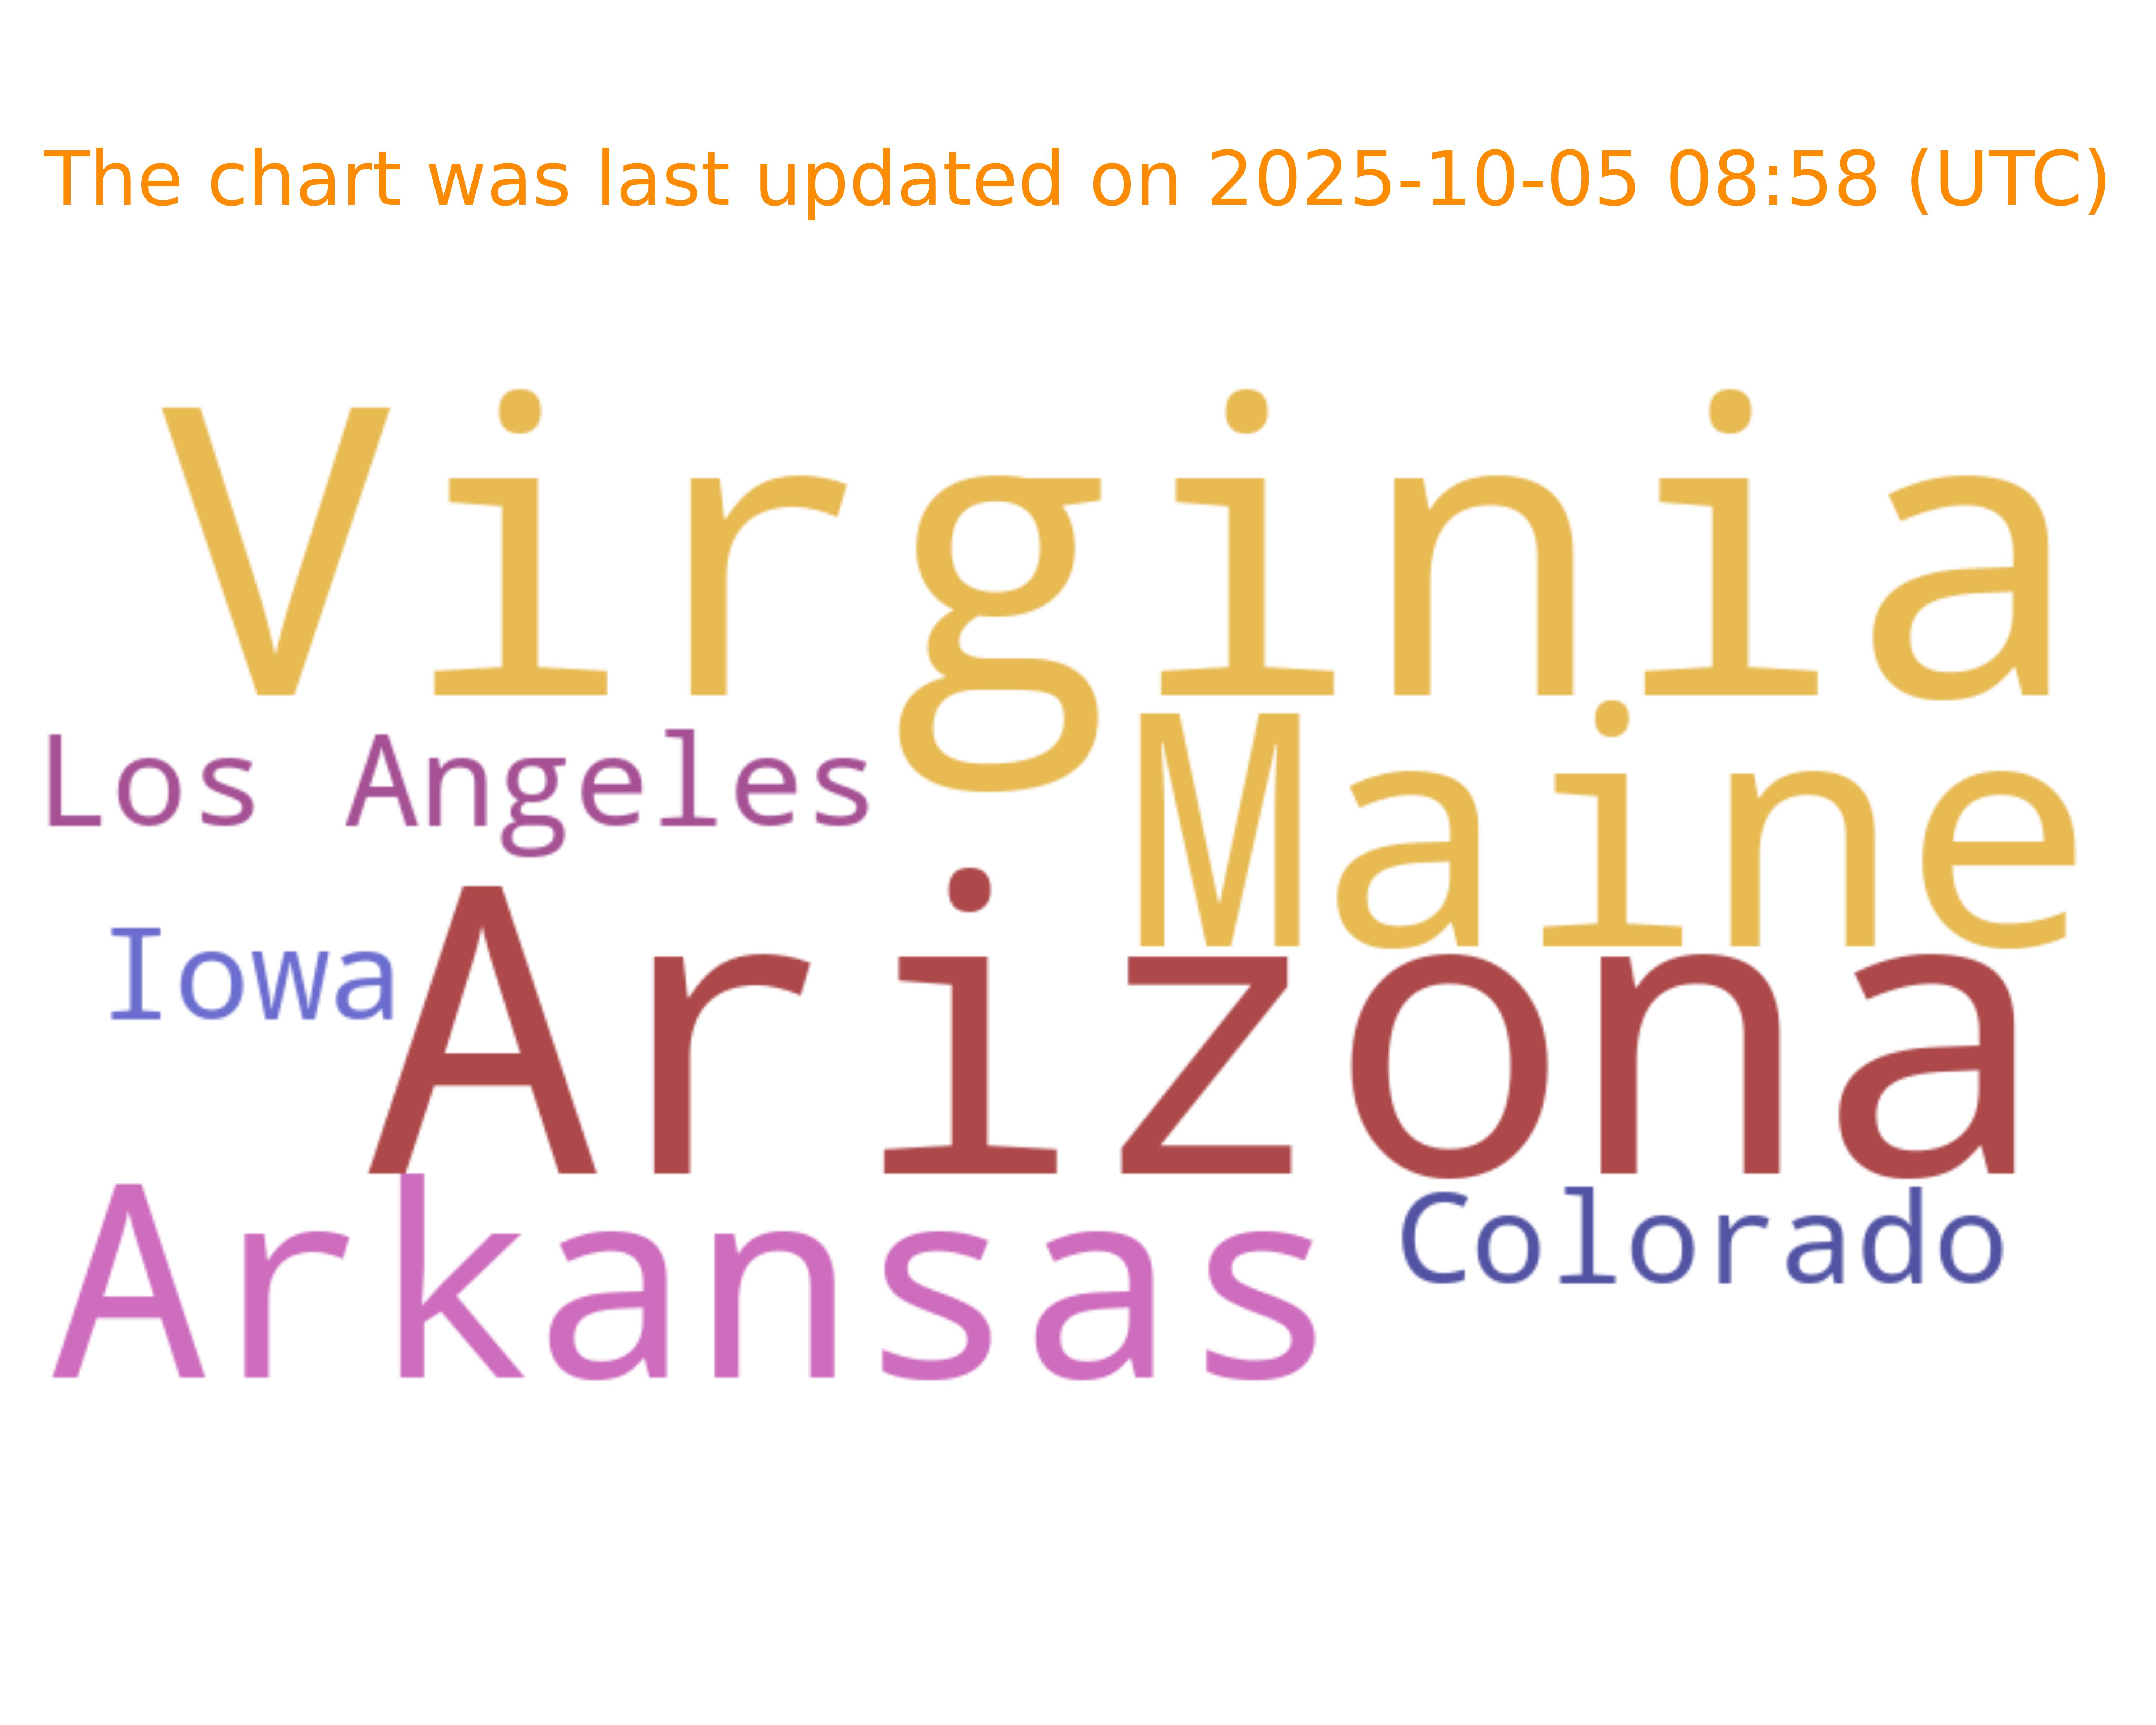 The chart was last updated on 2025-10-05 08:58 (UTC)
Virginia
Los Angeles
Maine
Iowa
Arizona
Arkansas
Colorado